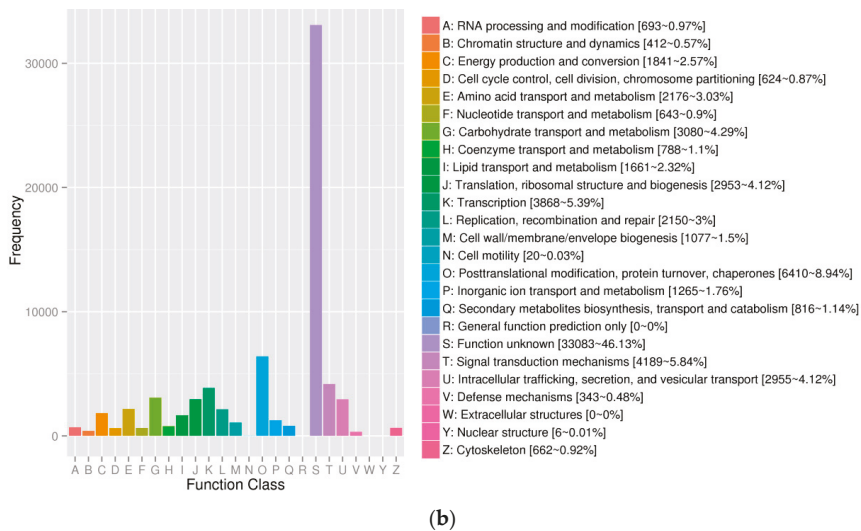 30000
20000
10000
0
Frequency
A B C D E F G H I J K L M N O P Q R S T U V W Y Z
Function Class
A: RNA processing and modification [693~0.97%]
B: Chromatin structure and dynamics [412~0.57%]
C: Energy production and conversion [1841~2.57%]
D: Cell cycle control, cell division, chromosome partitioning [624~0.87%]
E: Amino acid transport and metabolism [2176~3.03%]
F: Nucleotide transport and metabolism [643~0.9%]
G: Carbohydrate transport and metabolism [3080~4.29%]
H: Coenzyme transport and metabolism [788~1.1%]
I: Lipid transport and metabolism [1661~2.32%]
J: Translation, ribosomal structure and biogenesis [2953~4.12%]
K: Transcription [3868~5.39%]
L: Replication, recombination and repair [2150~3%]
M: Cell wall/membrane/envelope biogenesis [1077~1.5%]
N: Cell motility [20~0.03%]
O: Posttranslational modification, protein turnover, chaperones [6410~8.94%]
P: Inorganic ion transport and metabolism [1265~1.76%]
Q: Secondary metabolites biosynthesis, transport and catabolism [816~1.14%]
R: General function prediction only [0~0%]
S: Function unknown [33083~46.13%]
T: Signal transduction mechanisms [4189~5.84%]
U: Intracellular trafficking, secretion, and vesicular transport [2955~4.12%]
V: Defense mechanisms [343~0.48%]
W: Extracellular structures [0~0%]
Y: Nuclear structure [6~0.01%]
Z: Cytoskeleton [662~0.92%]
(b)